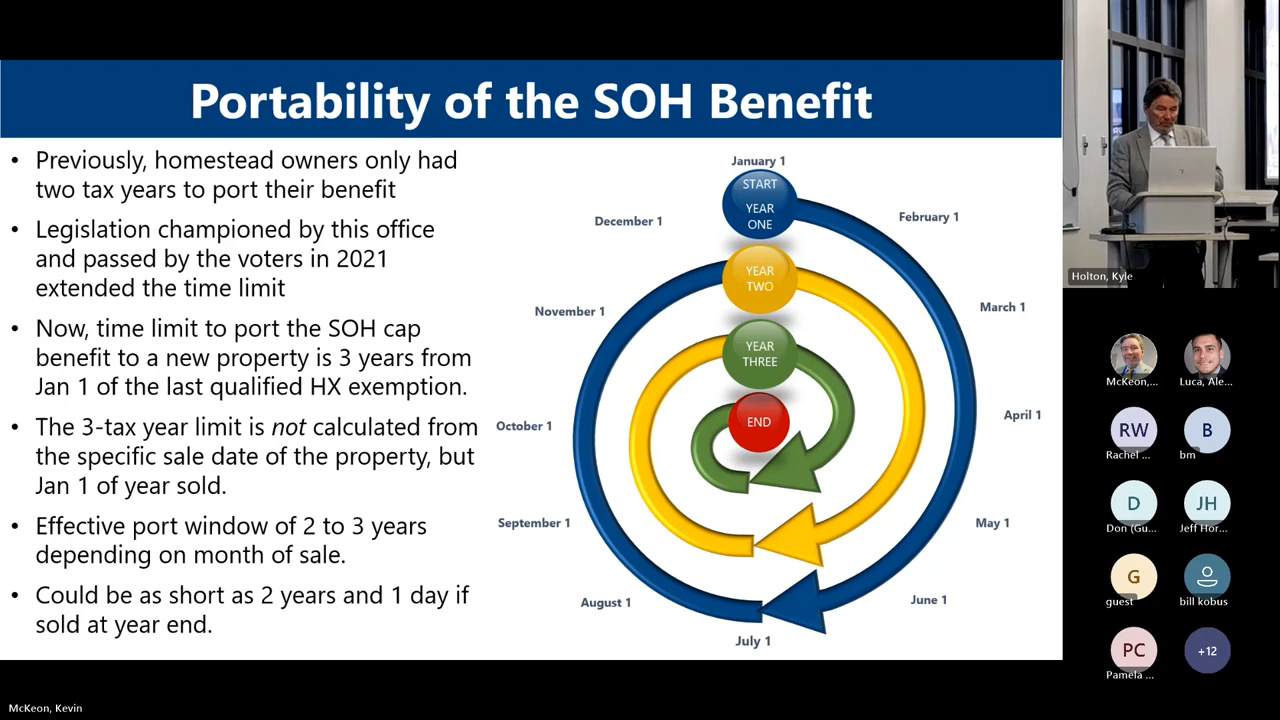 Portability of the SOH Benefit
• Previously, homestead owners only had
two tax years to port their benefit
• Legislation championed by this office
and passed by the voters in 2021
extended the time limit
• Now, time limit to port the SOH cap
benefit to a new property is 3 years from
Jan 1 of the last qualified HX exemption.
• The 3-tax year limit is not calculated from
the specific sale date of the property, but
Jan 1 of year sold.
• Effective port window of 2 to 3 years
depending on month of sale.
• Could be as short as 2 years and 1 day if
sold at year end.
January 1
START
YEAR
ONE
December 1
February 1
YEAR
TWO
November 1
March 1
YEAR
THREE
October 1
END
April 1
September 1
May 1
August 1
June 1
July 1
Holton, Kyle
McKeon,...
Luca, Ale...
RW
Rachel ...
B
bm
D
Don (Gu...
JH
Jeff Hor...
G
guest
bill kobus
PC
Pamela ...
+12
McKeon, Kevin